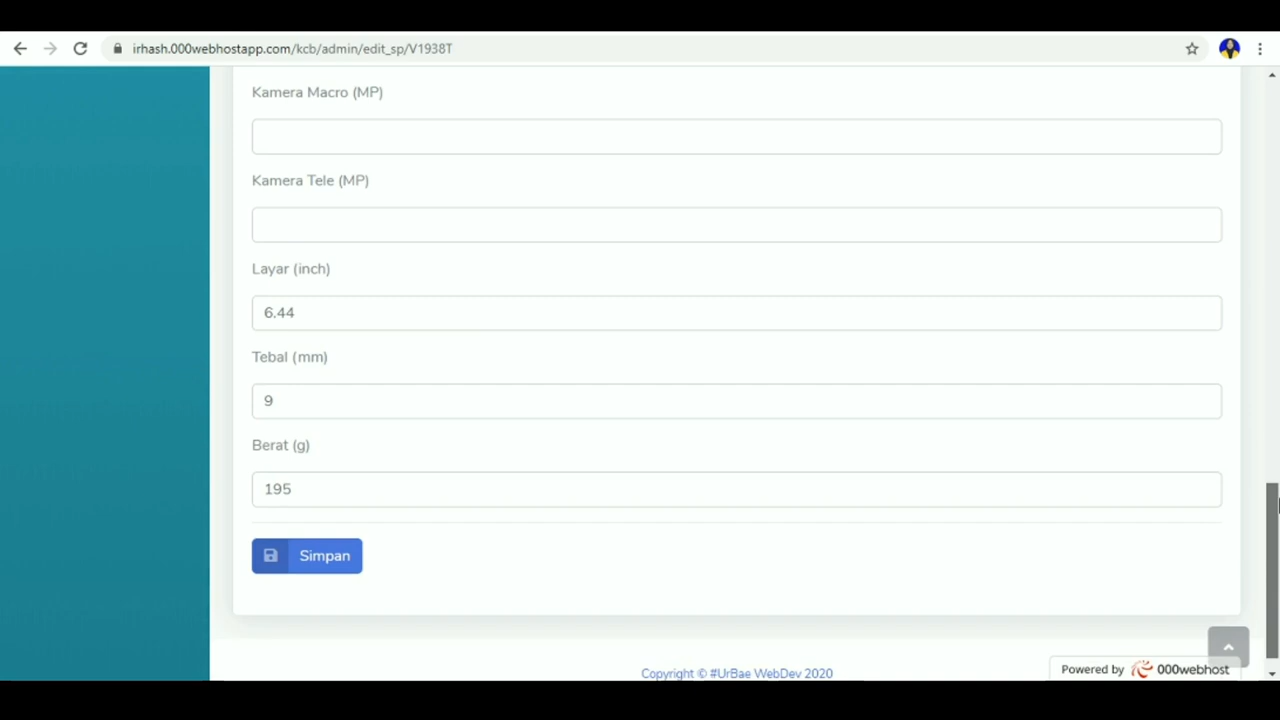 irhash.000webhostapp.com/kcb/admin/edit_sp/V1938T
Kamera Macro (MP)
Kamera Tele (MP)
Layar (inch)
6.44
Tebal (mm)
9
Berat (g)
195
Simpan
Copyright © #UrBae WebDev 2020
Powered by 000webhost